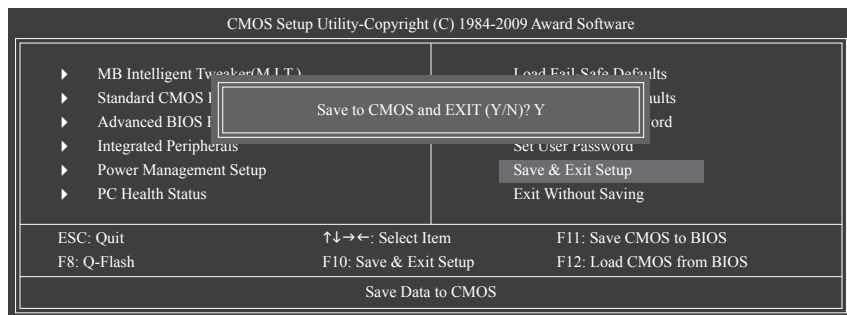 CMOS Setup Utility-Copyright (C) 1984-2009 Award Software
MB Intelligent Tweaker(M.I.T.)
Standard CMOS
Advanced BIOS
Integrated Peripherals
Power Management Setup
PC Health Status
Load Fail-Safe Defaults
Set User Password
Save & Exit Setup
Exit Without Saving
Save to CMOS and EXIT (Y/N)? Y
ESC: Quit ↑↓→←: Select Item F11: Save CMOS to BIOS
F8: Q-Flash F10: Save & Exit Setup F12: Load CMOS from BIOS
Save Data to CMOS